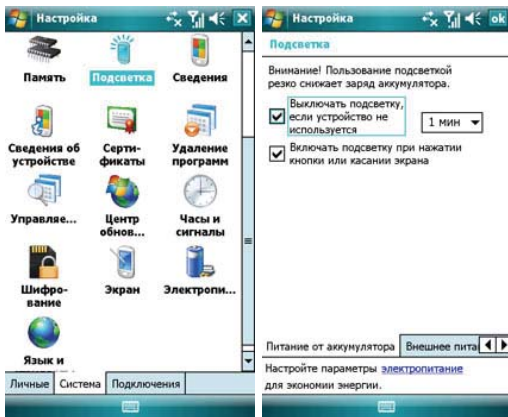 Настройка
Память
Подсветка
Сведения
Сведения об
устройстве
Серти-
фикаты
Удаление
программ
Управляе...
Центр
обнов...
Часы и
сигналы
Шифро-
вание
Экран
Электропи...
Язык и
Личные
Система
Подключения
Настройка
ok
Подсветка
Внимание! Пользование подсветкой
резко снижает заряд аккумулятора.
Выключать подсветку,
если устройство не
используется
1 мин
Включать подсветку при нажатии
кнопки или касании экрана
Питание от аккумулятора
Внешнее пита
Настройте параметры электропитание
для экономии энергии.